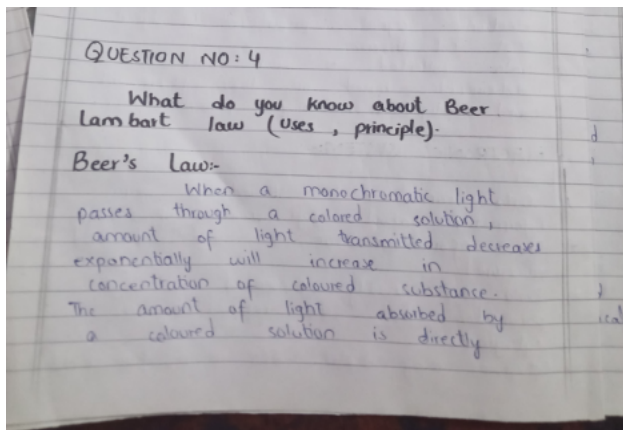 QUESTION NO: 4
What do you know about Beer
Lambart law (uses, principle).
Beer's Law:-
When a monochromatic light
passes through a colored solution,
amount of light transmitted decreases
exponentially will increase in
concentration of coloured substance.
The amount of light absorbed by
a coloured solution is directly